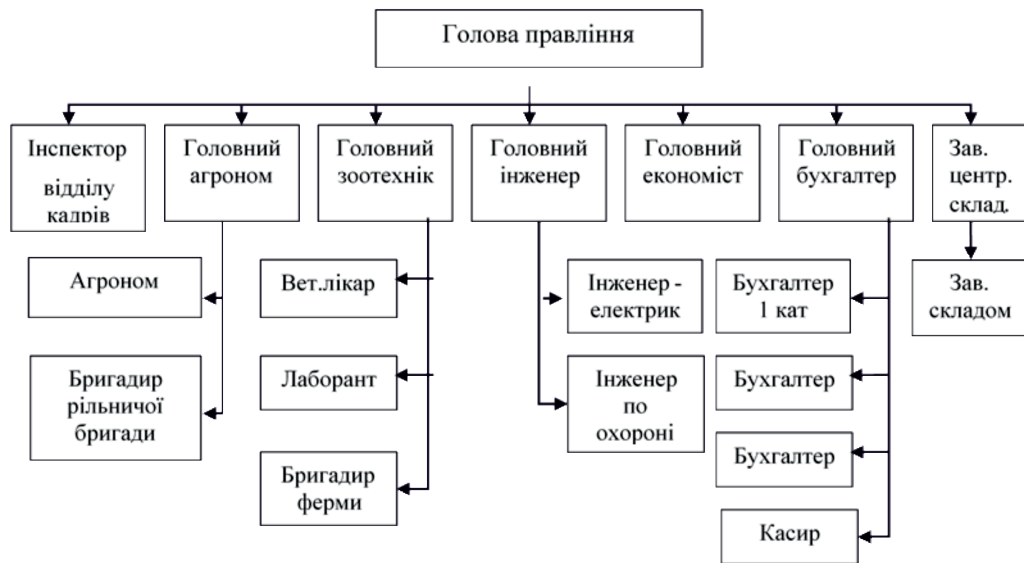 Голова правління
Інспектор
відділу
кадрів
Головний
агроном
Головний
зоотехнік
Головний
інженер
Головний
економіст
Головний
бухгалтер
Зав.
центр.
склад.
Агроном
Бригадир
рільничої
бригади
Вет.лікар
Лаборант
Бригадир
ферми
Інженер -
електрик
Інженер
по
охороні
Бухгалтер
1 кат
Бухгалтер
Бухгалтер
Касир
Зав.
складом